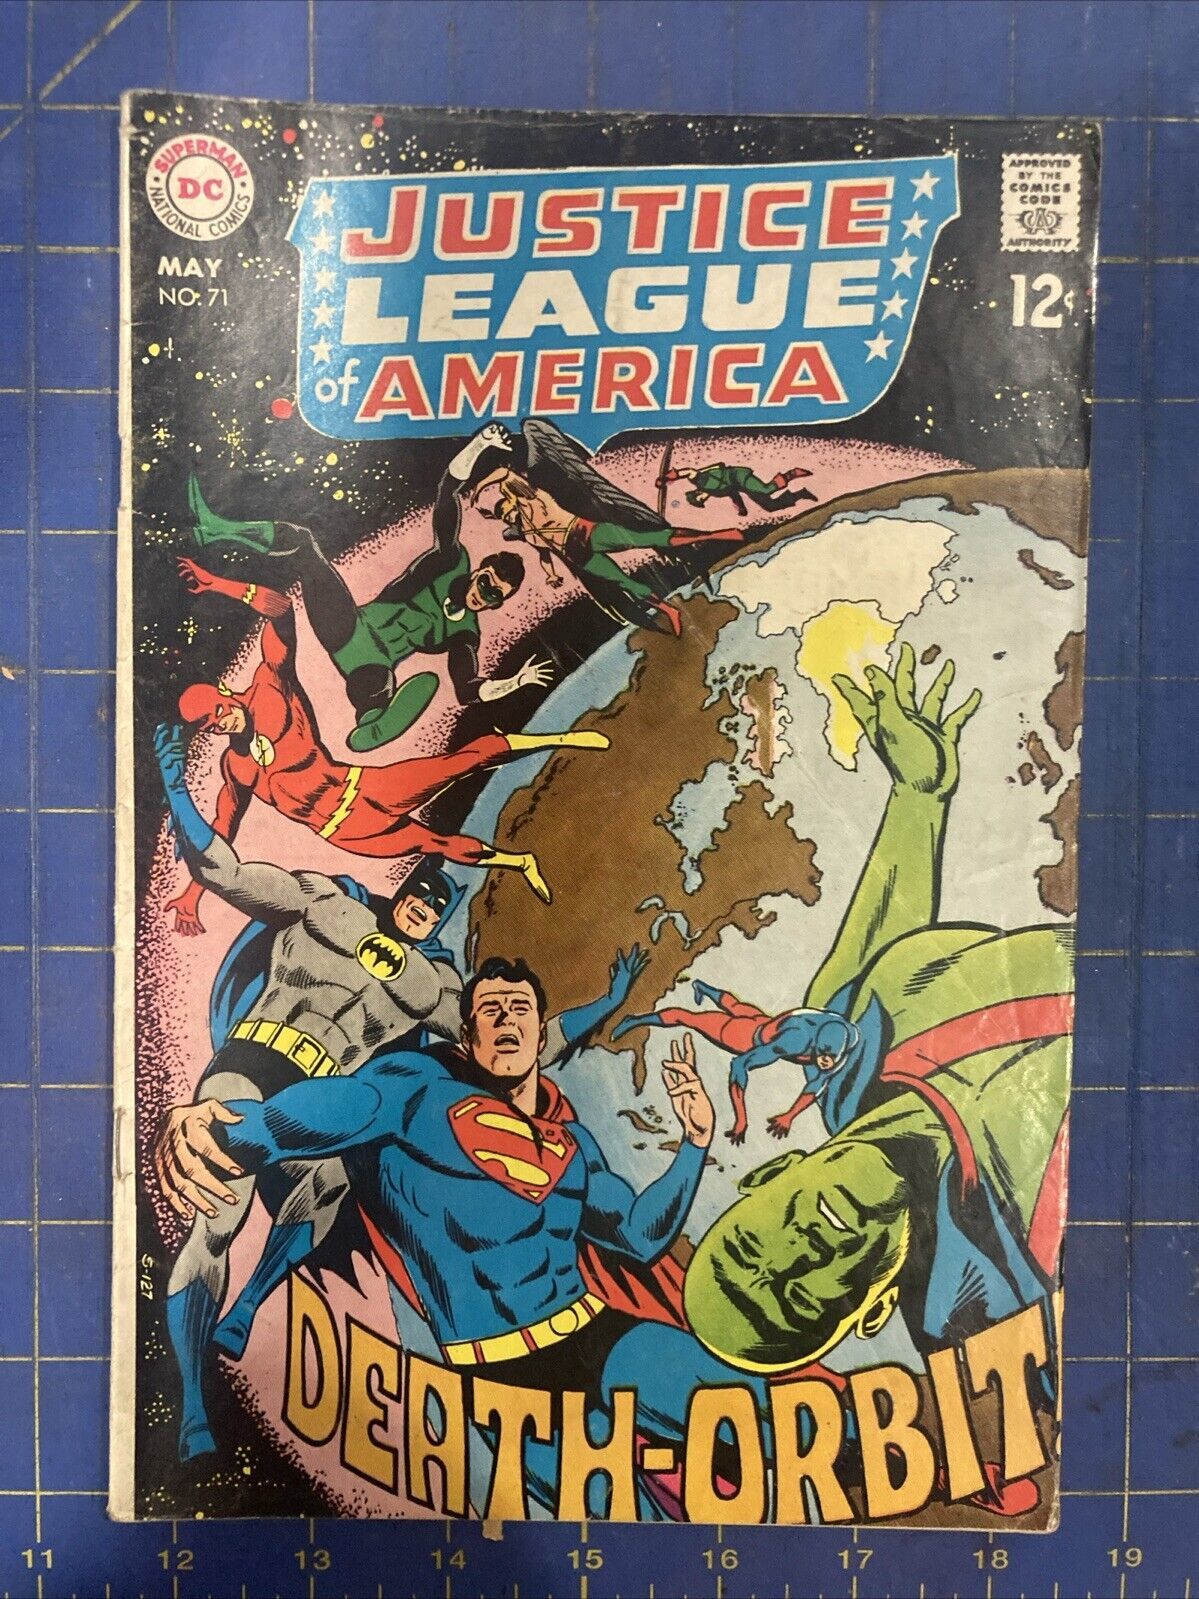 SUPERMAN
DC
NATIONAL COMICS
MAY
NO. 71
JUSTICE
LEAGUE
of AMERICA
APPROVED
BY THE
COMICS
CODE
AUTHORITY
12¢
S-127
DEATH-ORBIT
11 12 13 14 15 16 17 18 19